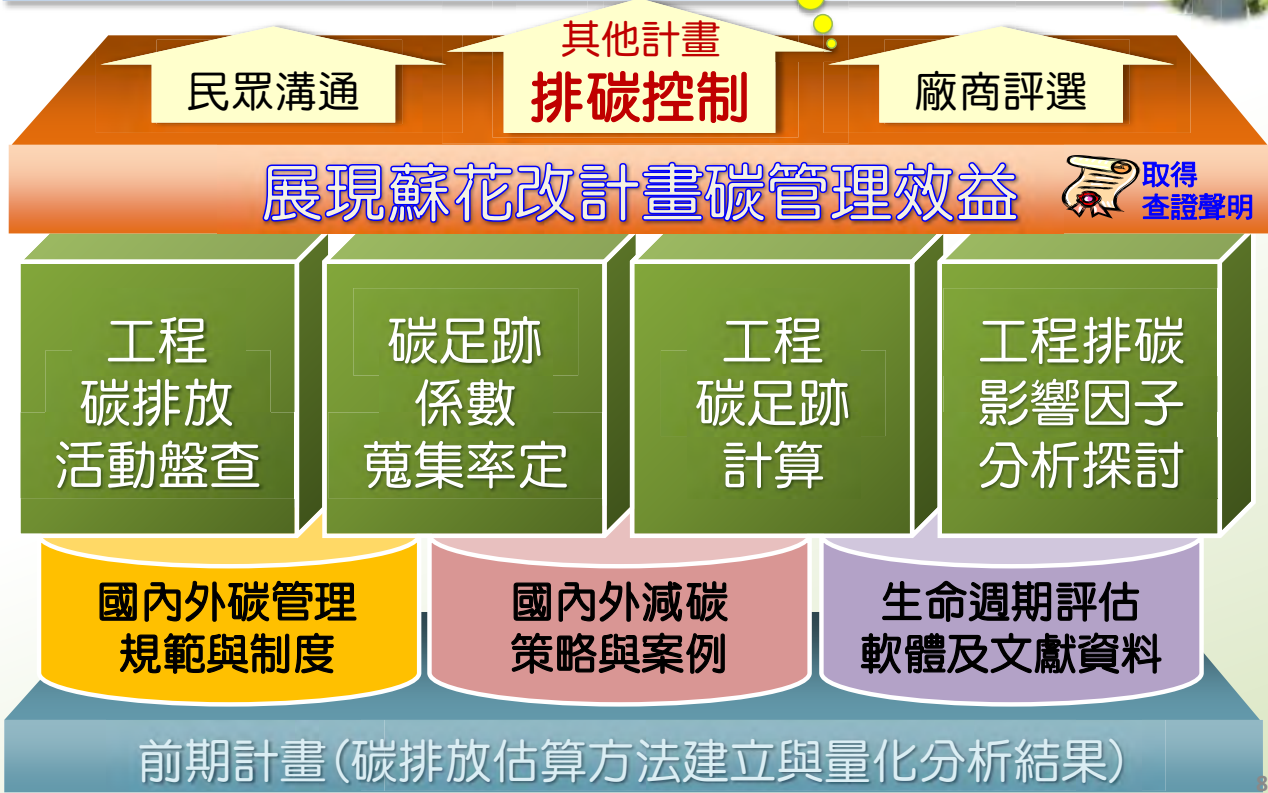 民眾溝通
其他計畫
排碳控制
廠商評選
展現蘇花改計畫碳管理效益
取得
查證聲明
工程
碳排放
活動盤查
碳足跡
係數
蒐集率定
工程
碳足跡
計算
工程排碳
影響因子
分析探討
國內外碳管理
規範與制度
國內外減碳
策略與案例
生命週期評估
軟體及文獻資料
前期計畫(碳排放估算方法建立與量化分析結果)
8